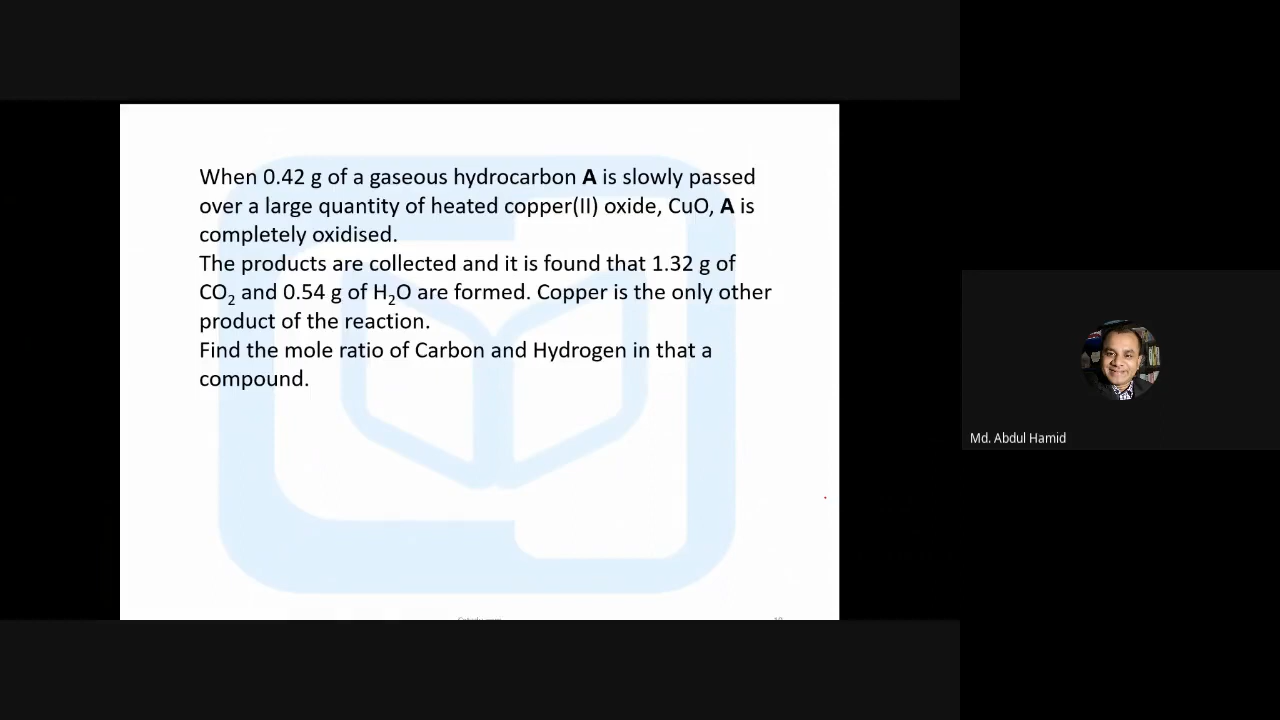 When 0.42 g of a gaseous hydrocarbon A is slowly passed
over a large quantity of heated copper(II) oxide, CuO, A is
completely oxidised.
The products are collected and it is found that 1.32 g of
CO₂ and 0.54 g of H₂O are formed. Copper is the only other
product of the reaction.
Find the mole ratio of Carbon and Hydrogen in that a
compound.
Md. Abdul Hamid